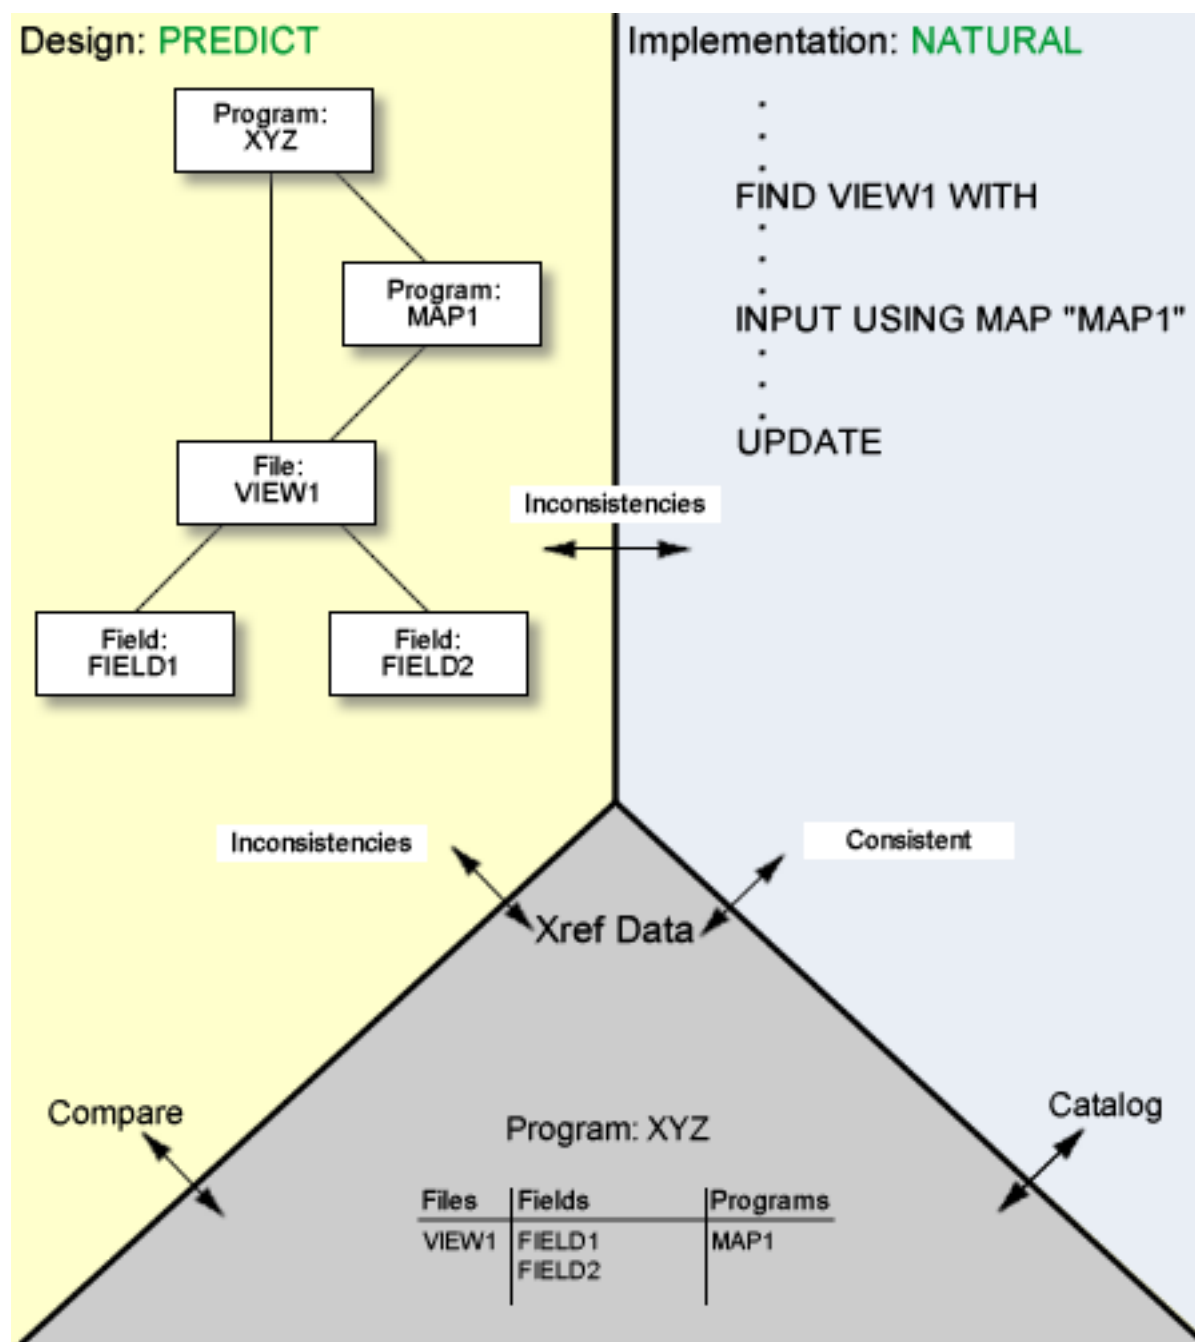 Design: PREDICT
Program:
XYZ
Program:
MAP1
File:
VIEW1
Field:
FIELD1
Field:
FIELD2
Implementation: NATURAL
.
.
.
FIND VIEW1 WITH
.
.
.
INPUT USING MAP "MAP1"
.
.
.
UPDATE
Inconsistencies
Inconsistencies
Consistent
Xref Data
Compare
Catalog
Program: XYZ
Files Fields Programs
VIEW1 FIELD1 MAP1
FIELD2